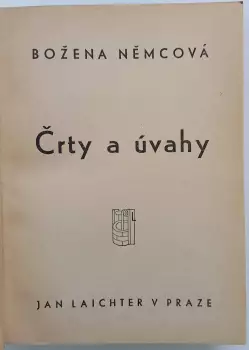 BOŽENA NĚMCOVÁ
Črty a úvahy
JAN LAICHTER V PRAZE